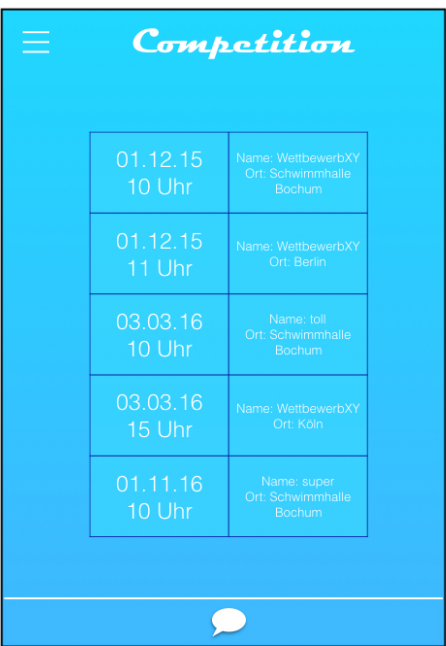 Competition
01.12.15
10 Uhr
Name: WettbewerbXY
Ort: Schwimmhalle
Bochum
01.12.15
11 Uhr
Name: WettbewerbXY
Ort: Berlin
03.03.16
10 Uhr
Name: toll
Ort: Schwimmhalle
Bochum
03.03.16
15 Uhr
Name: WettbewerbXY
Ort: Köln
01.11.16
10 Uhr
Name: super
Ort: Schwimmhalle
Bochum